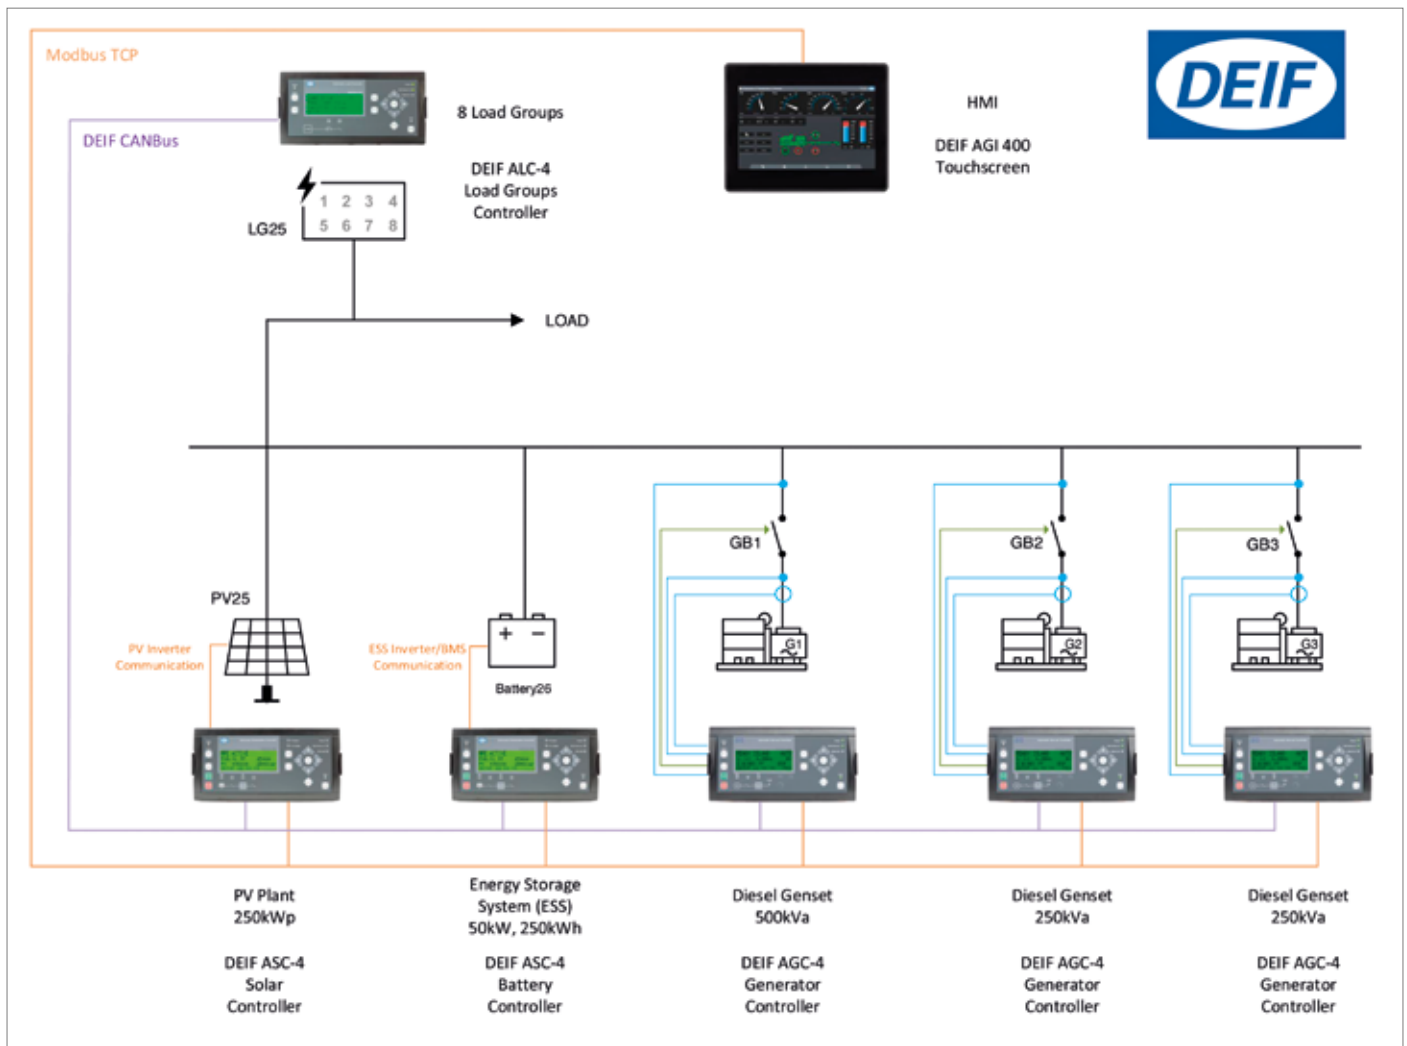 Modbus TCP
DEIF CANBus
8 Load Groups
DEIF ALC-4
Load Groups
Controller
HMI
DEIF AGI 400
Touchscreen
DEIF
1 2 3 4
5 6 7 8
LG25
LOAD
GB1
GB2
GB3
PV25
PV Inverter
Communication
ESS Inverter/BMS
Communication
+ −
Battery26
G1
G2
G3
PV Plant
250kWp
DEIF ASC-4
Solar
Controller
Energy Storage
System (ESS)
50kW, 250kWh
DEIF ASC-4
Battery
Controller
Diesel Genset
500kVa
DEIF AGC-4
Generator
Controller
Diesel Genset
250kVa
DEIF AGC-4
Generator
Controller
Diesel Genset
250kVa
DEIF AGC-4
Generator
Controller